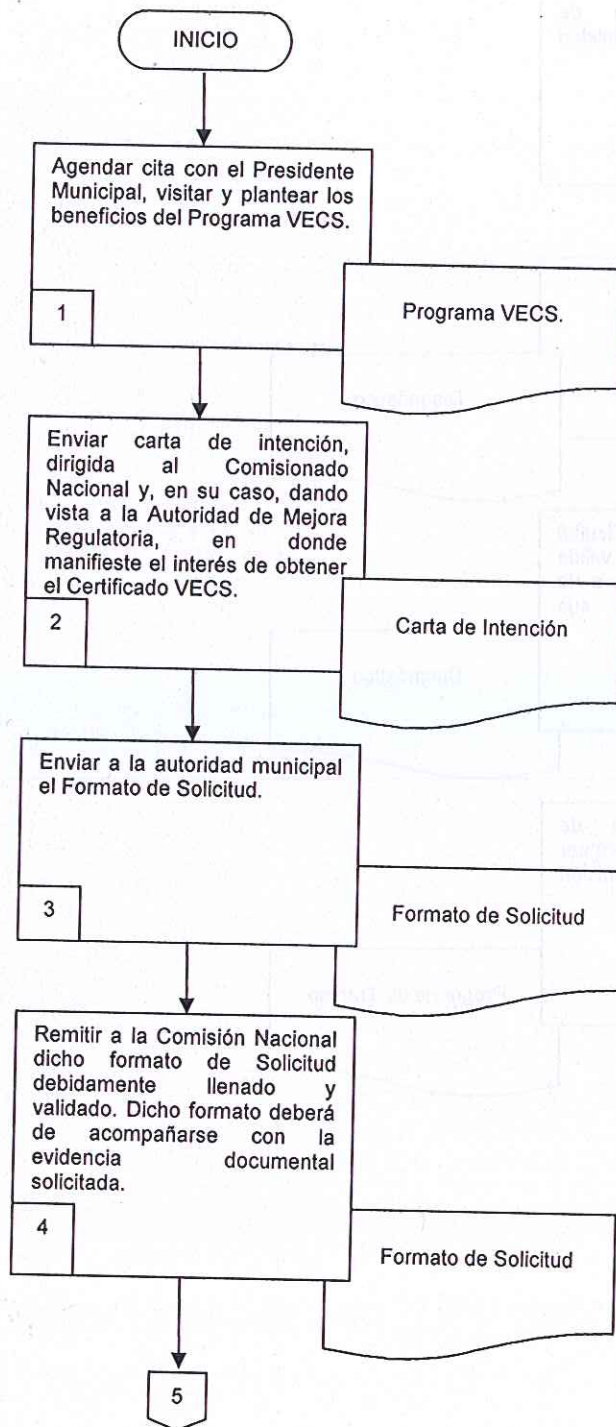 INICIO
Agendar cita con el Presidente
Municipal, visitar y plantear los
beneficios del Programa VECS.
1
Programa VECS.
Enviar carta de intención,
dirigida al Comisionado
Nacional y, en su caso, dando
vista a la Autoridad de Mejora
Regulatoria, en donde
manifieste el interés de obtener
el Certificado VECS.
2
Carta de Intención
Enviar a la autoridad municipal
el Formato de Solicitud.
3
Formato de Solicitud
Remitir a la Comisión Nacional
dicho formato de Solicitud
debidamente llenado y
validado. Dicho formato deberá
de acompañarse con la
evidencia documental
solicitada.
4
Formato de Solicitud
5